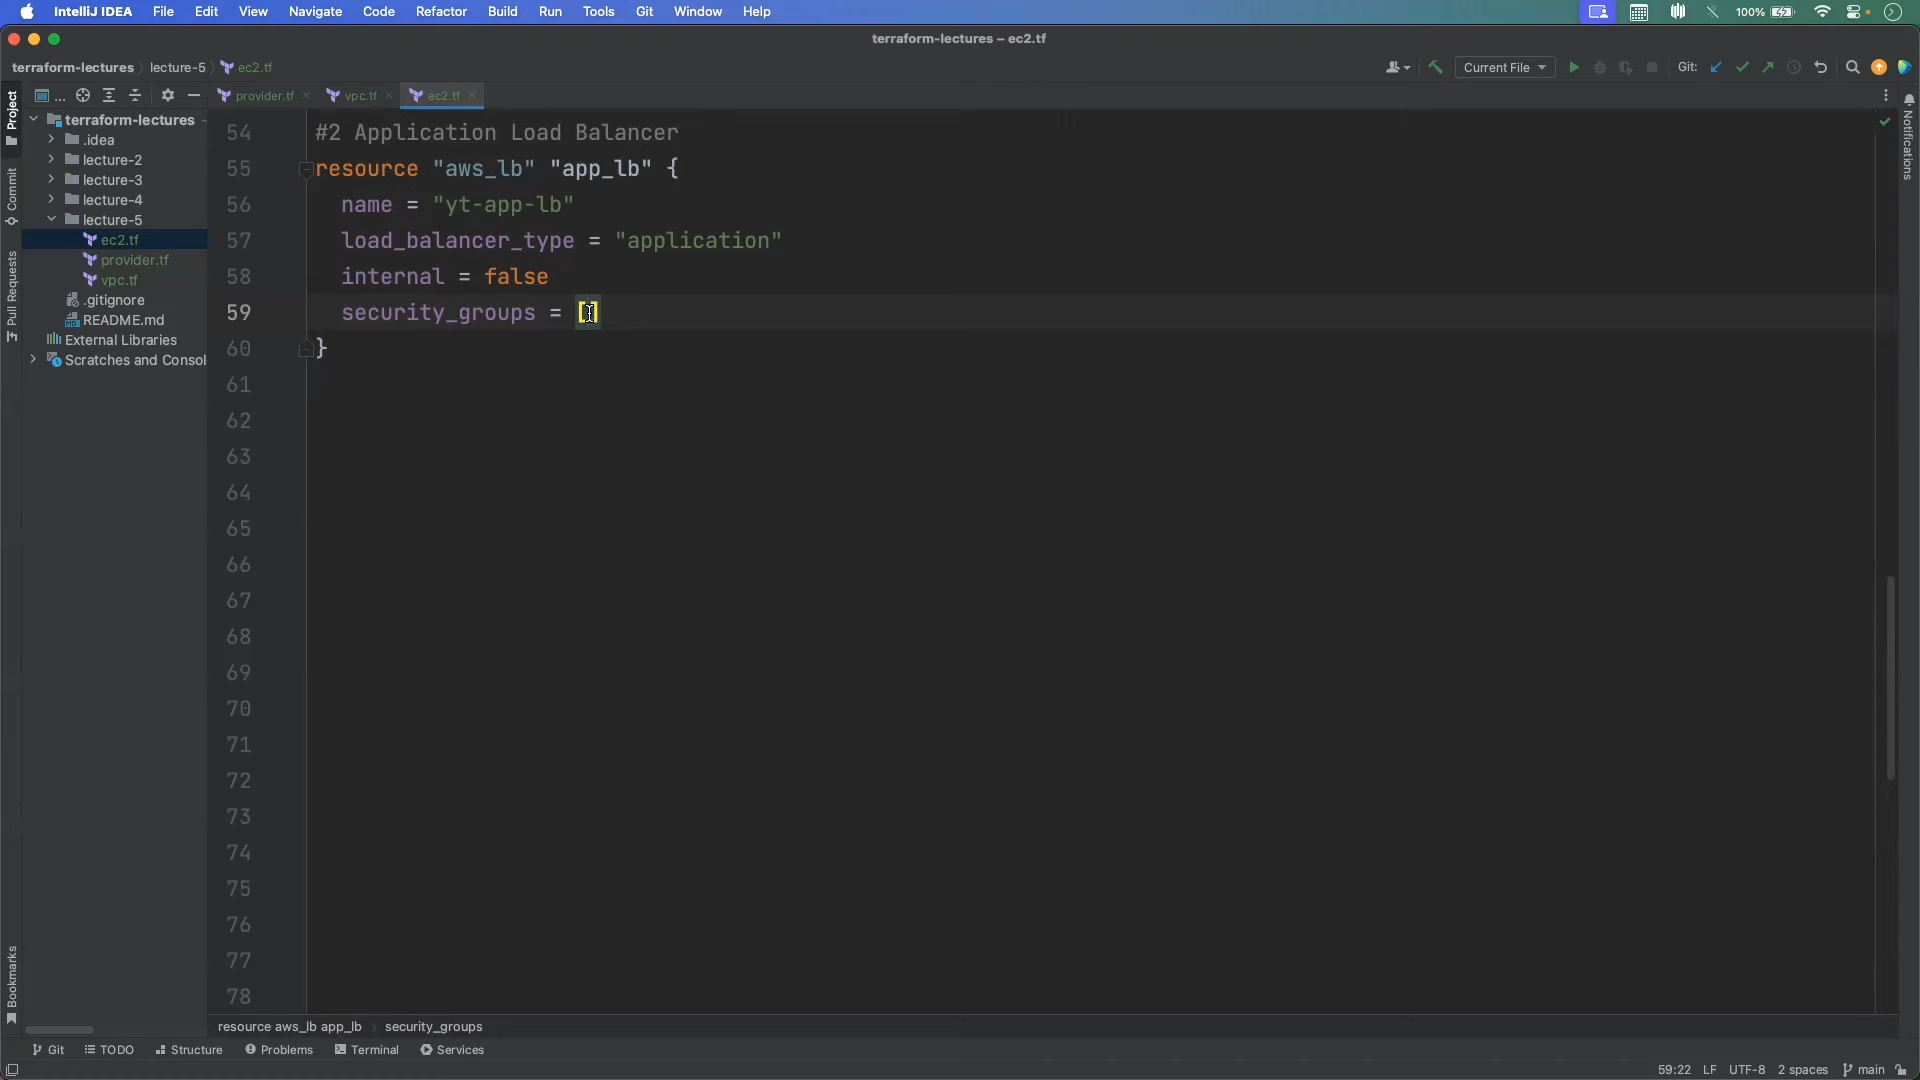 IntelliJ IDEA File Edit View Navigate Code Refactor Build Run Tools Git Window Help 100%
terraform-lectures – ec2.tf
terraform-lectures lecture-5 ec2.tf Current File Git:
... provider.tf vpc.tf ec2.tf
Project
Commit
Pull Requests
Bookmarks
Notifications
terraform-lectures
.idea
lecture-2
lecture-3
lecture-4
lecture-5
ec2.tf
provider.tf
vpc.tf
.gitignore
README.md
External Libraries
Scratches and Consol
54 #2 Application Load Balancer
55 resource "aws_lb" "app_lb" {
56 name = "yt-app-lb"
57 load_balancer_type = "application"
58 internal = false
59 security_groups = []
60 }
61
62
63
64
65
66
67
68
69
70
71
72
73
74
75
76
77
78
resource aws_lb app_lb security_groups
Git TODO Structure Problems Terminal Services
59:22 LF UTF-8 2 spaces main